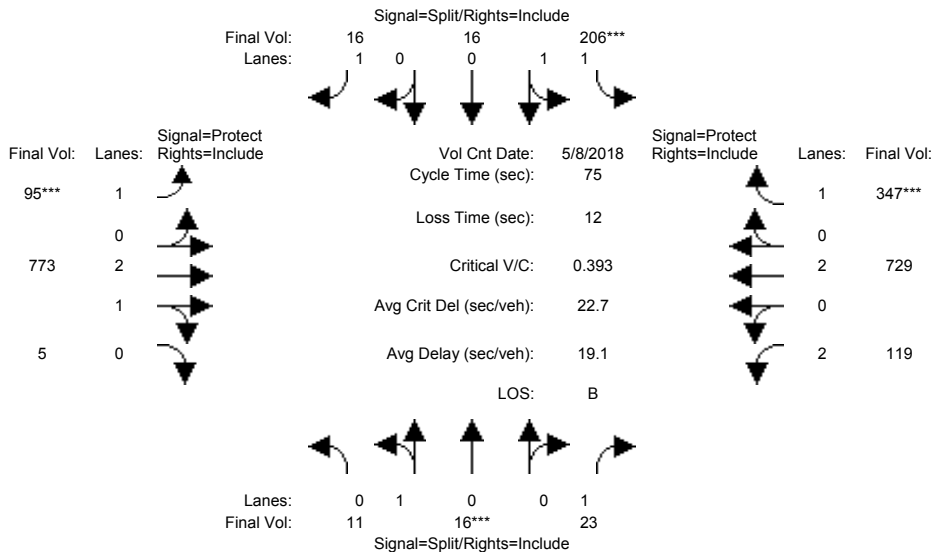 Signal=Split/Rights=Include
Final Vol: 16 16 206***
Lanes: 1 0 0 1 1
Signal=Protect Signal=Protect
Final Vol: Lanes: Rights=Include Vol Cnt Date: 5/8/2018 Rights=Include Lanes: Final Vol:
Cycle Time (sec): 75
95*** 1 1 347***
Loss Time (sec): 12
0 0
773 2 Critical V/C: 0.393 2 729
1 Avg Crit Del (sec/veh): 22.7 0
5 0 Avg Delay (sec/veh): 19.1 2 119
LOS: B
Lanes: 0 1 0 0 1
Final Vol: 11 16*** 23
Signal=Split/Rights=Include